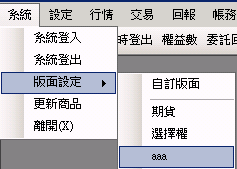 系統 設定 行情 交易 回報 帳務
時登出 權益數 委託回
系統登入
系統登出
版面設定
更新商品
離開(X)
自訂版面
期貨
選擇權
aaa